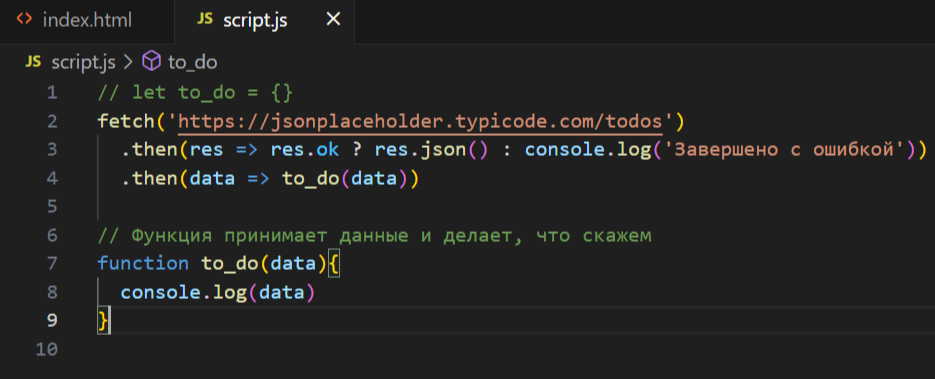 index.html JS script.js ×
JS script.js > to_do
1 // let to_do = {}
2 fetch('https://jsonplaceholder.typicode.com/todos')
3 .then(res => res.ok ? res.json() : console.log('Завершено с ошибкой'))
4 .then(data => to_do(data))
5
6 // Функция принимает данные и делает, что скажем
7 function to_do(data){
8 console.log(data)
9 }
10